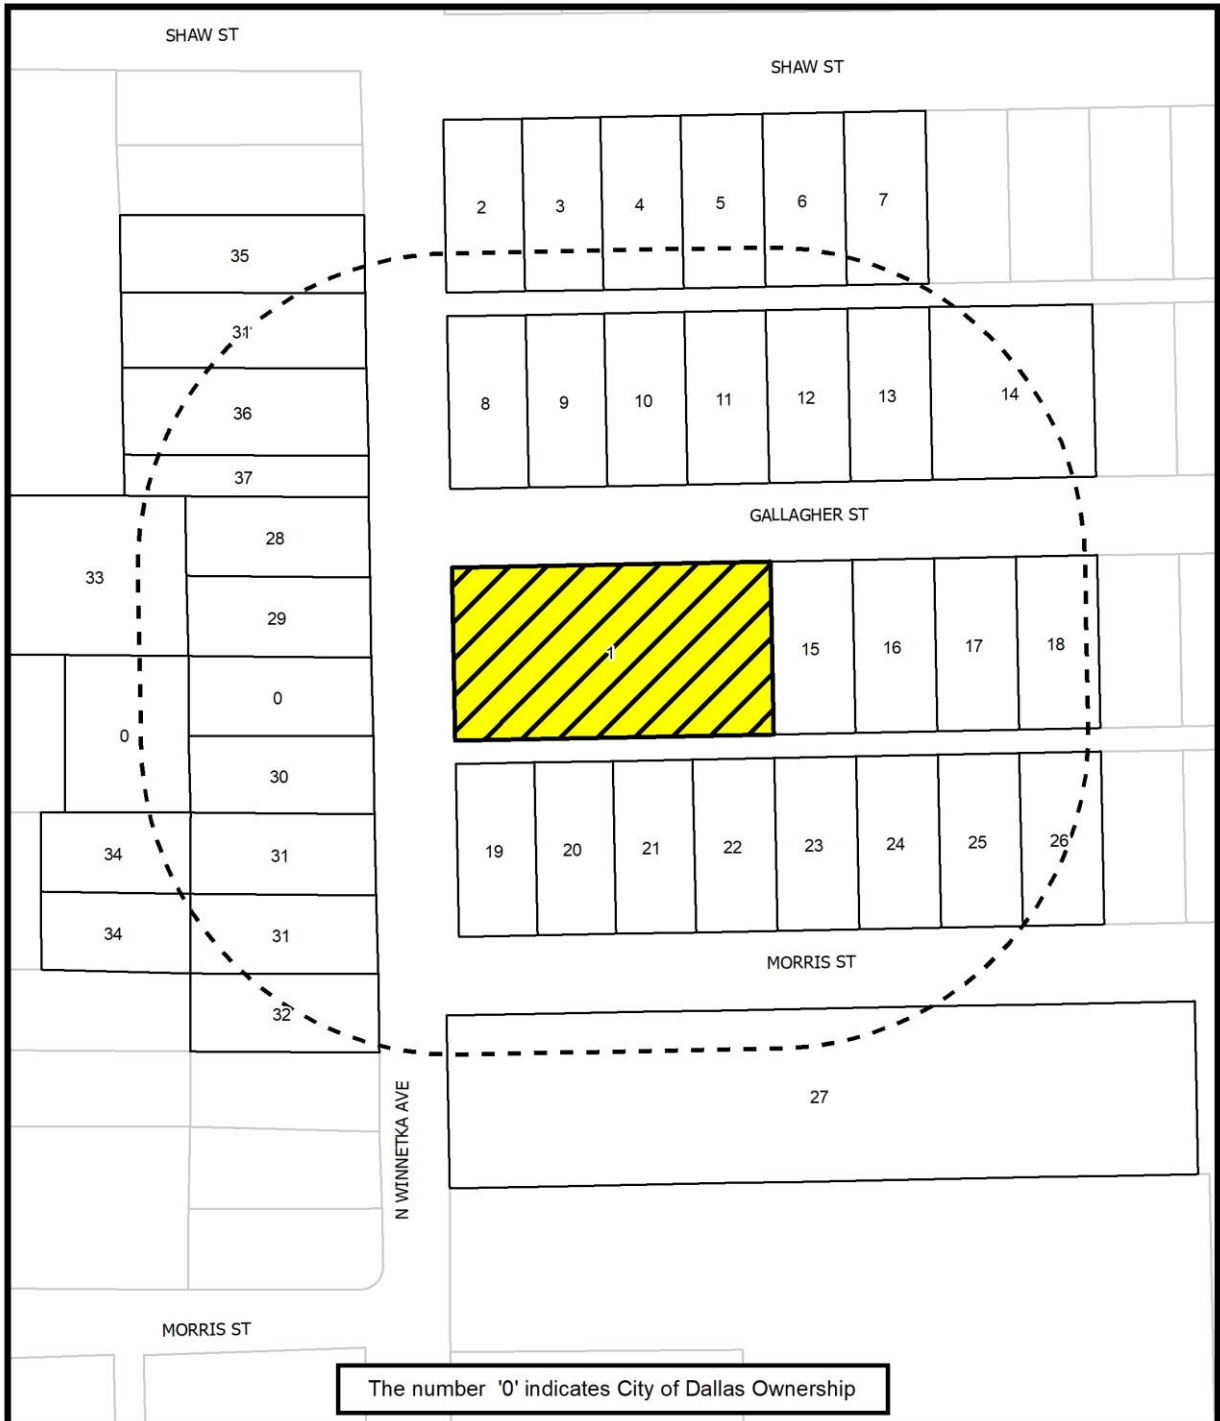 SHAW ST
SHAW ST
2 3 4 5 6 7
35
31
36
37
8 9 10 11 12 13 14
GALLAGHER ST
28
33
29
1
15 16 17 18
0
0
30
34 31
19 20 21 22 23 24 25 26
34 31
MORRIS ST
32
27
N WINNETKA AVE
MORRIS ST
The number '0' indicates City of Dallas Ownership